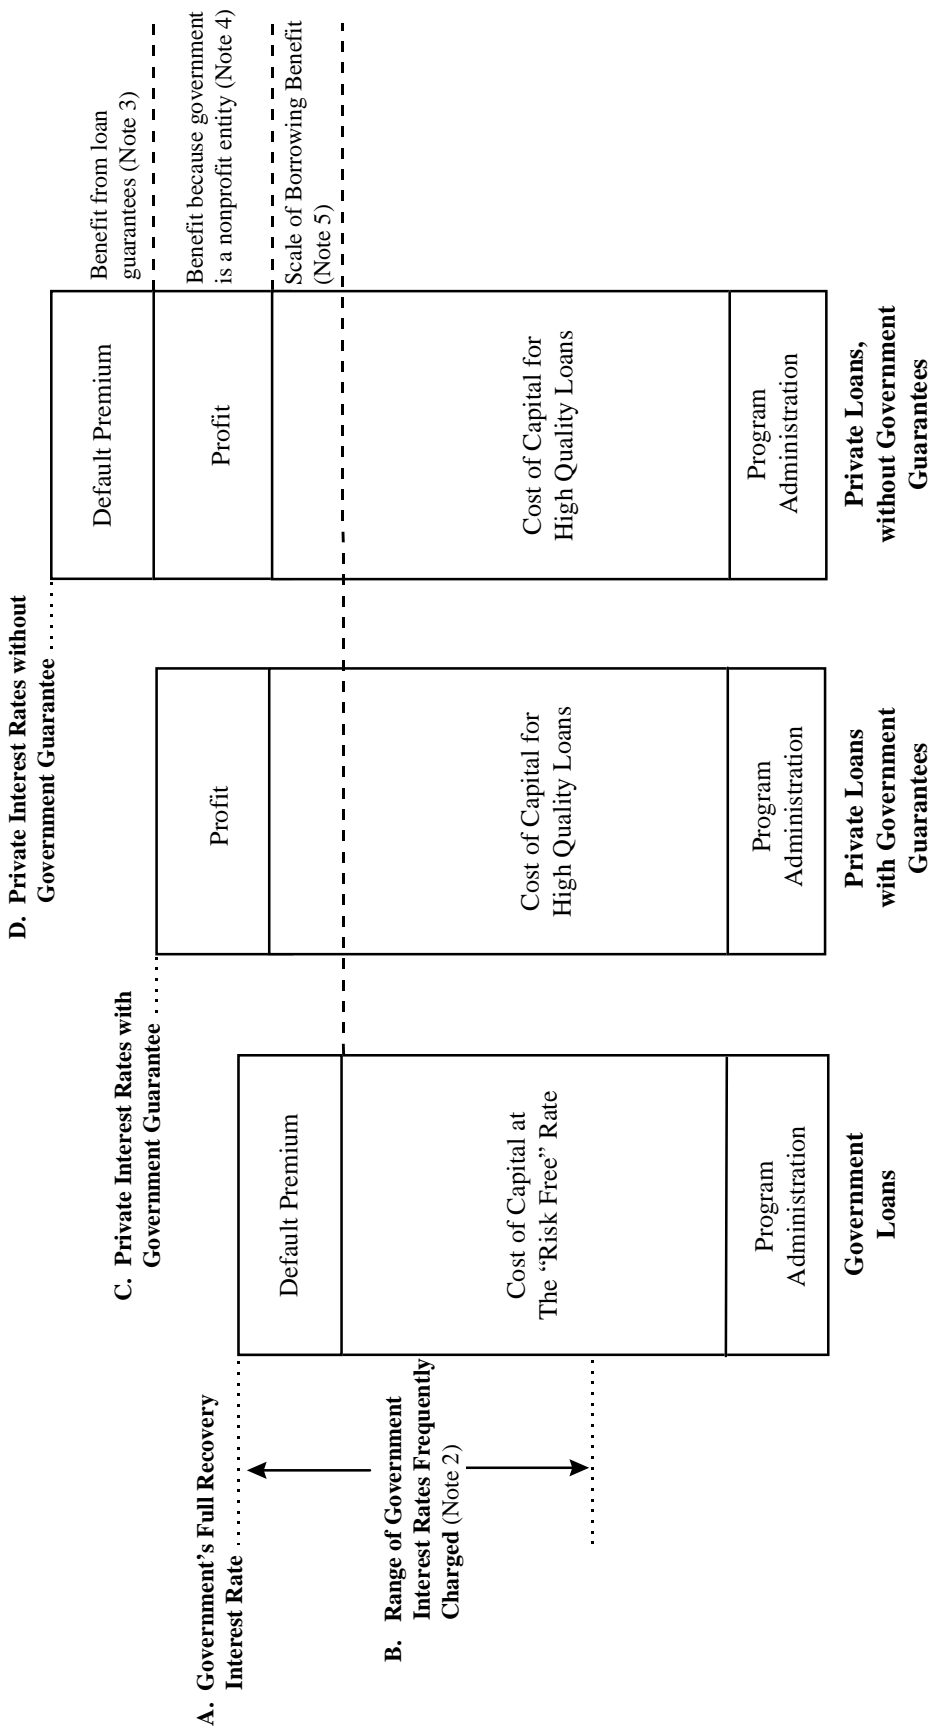 A. Government's Full Recovery
Interest Rate
B. Range of Government
Interest Rates Frequently
Charged (Note 2)
C. Private Interest Rates with
Government Guarantee
D. Private Interest Rates without
Government Guarantee
Default Premium
Cost of Capital at
The “Risk Free” Rate
Program
Administration
Government
Loans
Profit
Cost of Capital for
High Quality Loans
Program
Administration
Private Loans
with Government
Guarantees
Default Premium
Profit
Cost of Capital for
High Quality Loans
Program
Administration
Private Loans,
without Government
Guarantees
Benefit from loan
guarantees (Note 3)
Benefit because government
is a nonprofit entity (Note 4)
Scale of Borrowing Benefit
(Note 5)